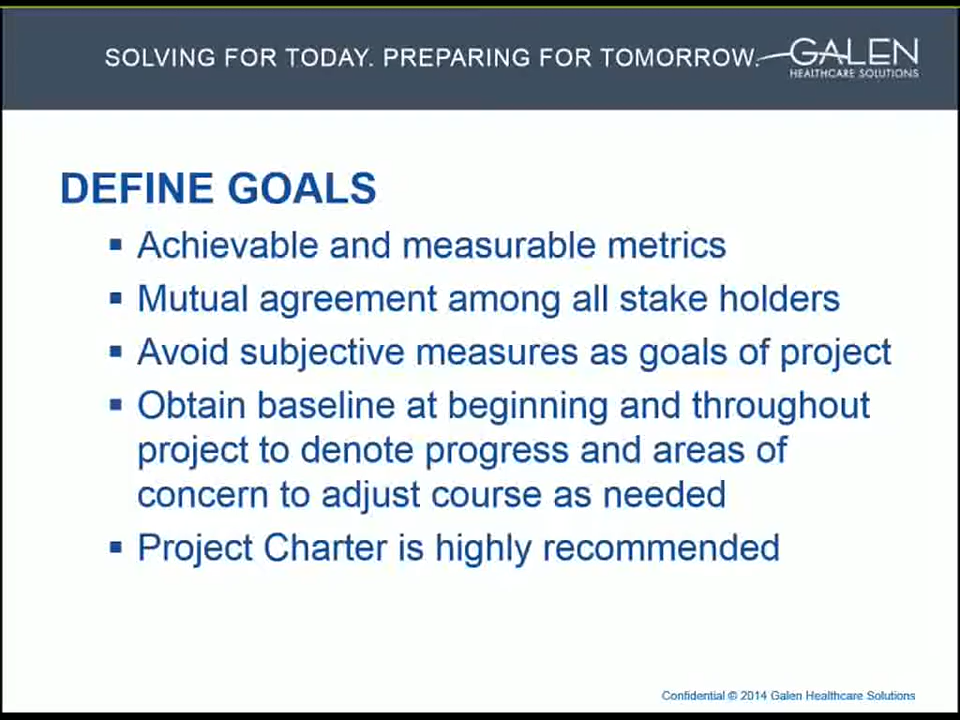 SOLVING FOR TODAY. PREPARING FOR TOMORROW.
GALEN
HEALTHCARE SOLUTIONS
DEFINE GOALS
▪ Achievable and measurable metrics
▪ Mutual agreement among all stake holders
▪ Avoid subjective measures as goals of project
▪ Obtain baseline at beginning and throughout
project to denote progress and areas of
concern to adjust course as needed
▪ Project Charter is highly recommended
Confidential © 2014 Galen Healthcare Solutions